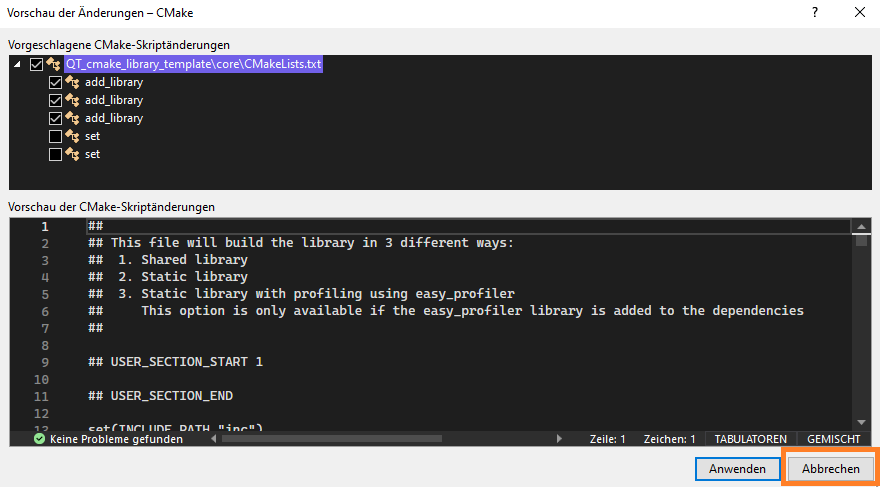 Vorschau der Änderungen – CMake
?
Vorgeschlagene CMake-Skriptänderungen
QT_cmake_library_template\core\CMakeLists.txt
add_library
add_library
add_library
set
set
Vorschau der CMake-Skriptänderungen
1 ##
2 ## This file will build the library in 3 different ways:
3 ##  1. Shared library
4 ##  2. Static library
5 ##  3. Static library with profiling using easy_profiler
6 ##     This option is only available if the easy_profiler library is added to the dependencies
7 ##
8
9 ## USER_SECTION_START 1
10
11 ## USER_SECTION_END
12
13 set(INCLUDE_PATH "inc")
Keine Probleme gefunden Zeile: 1 Zeichen: 1 TABULATOREN GEMISCHT
Anwenden Abbrechen